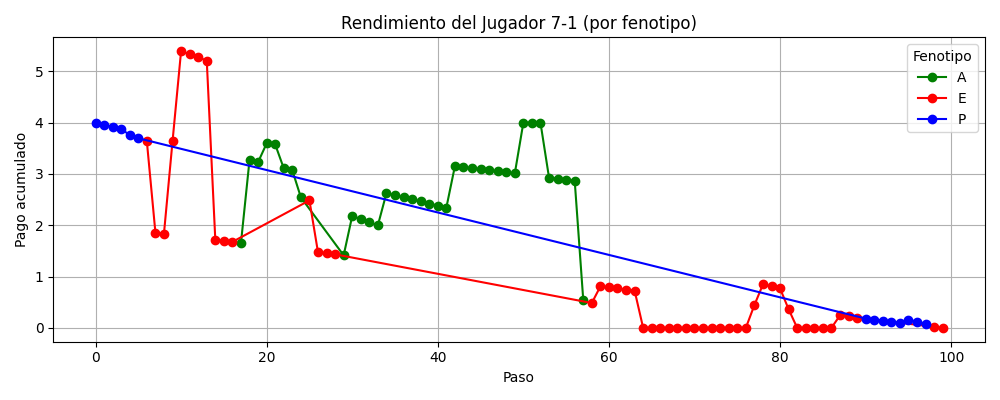 Rendimiento del Jugador 7-1 (por fenotipo)
Pago acumulado
5
4
3
2
1
0
Fenotipo
A
E
P
0 20 40 60 80 100
Paso